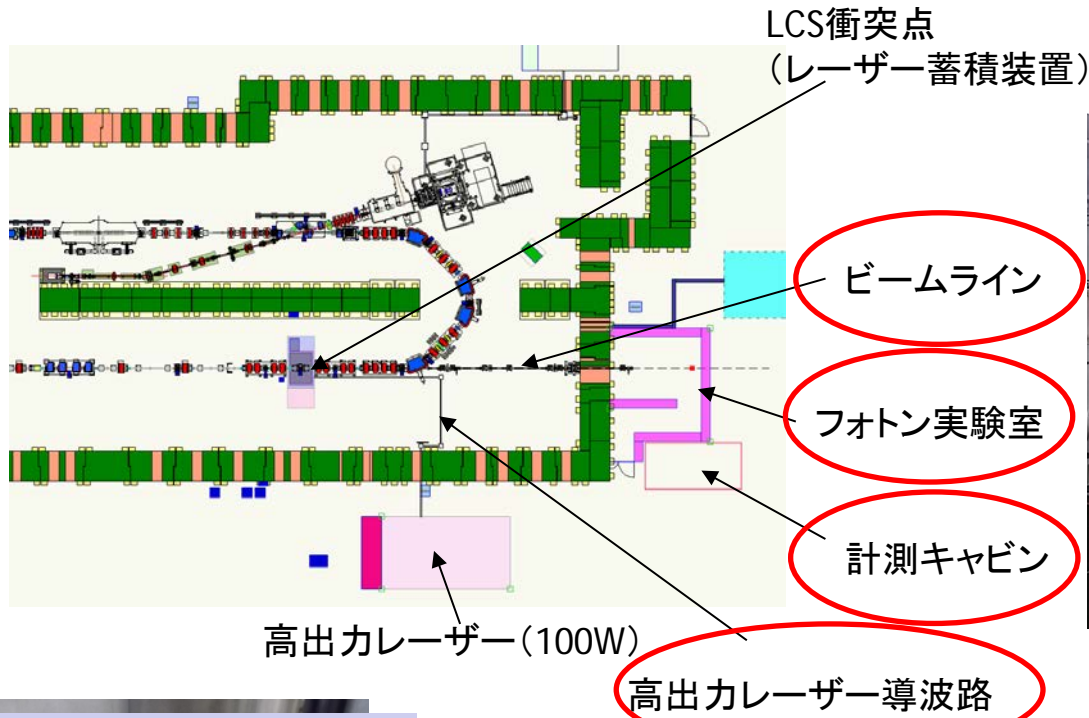 LCS衝突点
（レーザー蓄積装置）
ビームライン
フォトン実験室
計測キャビン
高出力レーザー（100W）
高出力レーザー導波路